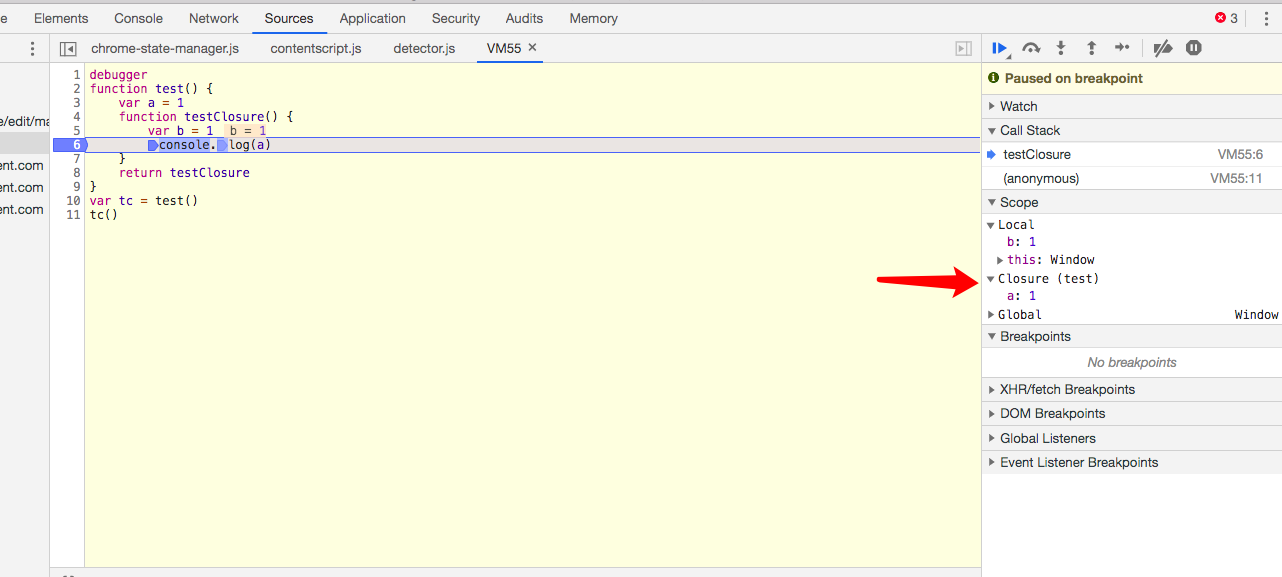 e Elements Console Network Sources Application Security Audits Memory 3
chrome-state-manager.js contentscript.js detector.js VM55 ×
1 debugger
2 function test() {
3 var a = 1
4 function testClosure() {
5 var b = 1 b = 1
6 console.log(a)
7 }
8 return testClosure
9 }
10 var tc = test()
11 tc()
e/edit/ma
ent.com
ent.com
ent.com
Paused on breakpoint
Watch
Call Stack
testClosure VM55:6
(anonymous) VM55:11
Scope
Local
b: 1
this: Window
Closure (test)
a: 1
Global Window
Breakpoints
No breakpoints
XHR/fetch Breakpoints
DOM Breakpoints
Global Listeners
Event Listener Breakpoints